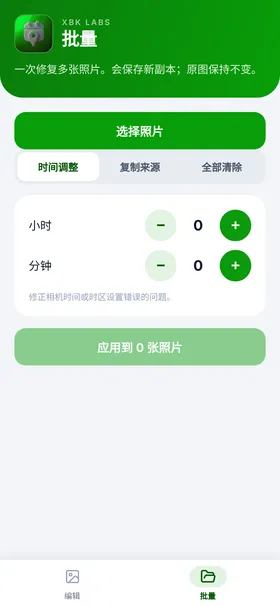 XBK LABS
批量
一次修复多张照片。会保存新副本；原图保持不变。
选择照片
时间调整
复制来源
全部清除
小时
− 0 +
分钟
− 0 +
修正相机时间或时区设置错误的问题。
应用到 0 张照片
编辑
批量